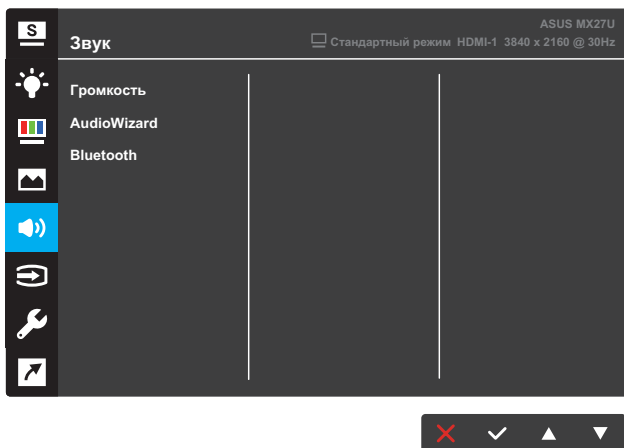 S
ASUS MX27U
Звук
Стандартный режим HDMI-1 3840 x 2160 @ 30Hz
Громкость
AudioWizard
Bluetooth